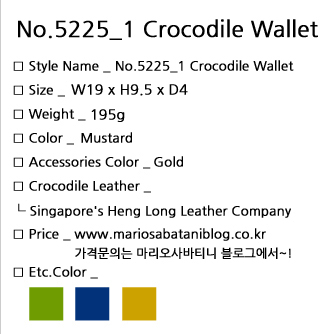 No.5225_1 Crocodile Wallet
□ Style Name _ No.5225_1 Crocodile Wallet
□ Size _ W19 x H9.5 x D4
□ Weight _ 195g
□ Color _ Mustard
□ Accessories Color _ Gold
□ Crocodile Leather _
└ Singapore's Heng Long Leather Company
□ Price _ www.mariosabataniblog.co.kr
가격문의는 마리오사바티니 블로그에서~!
□ Etc.Color _